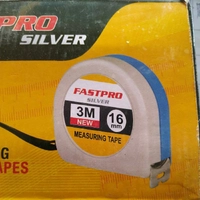 PRO
SILVER
FASTPRO
SILVER
3M
NEW
16
mm
MEASURING TAPE
G
APES